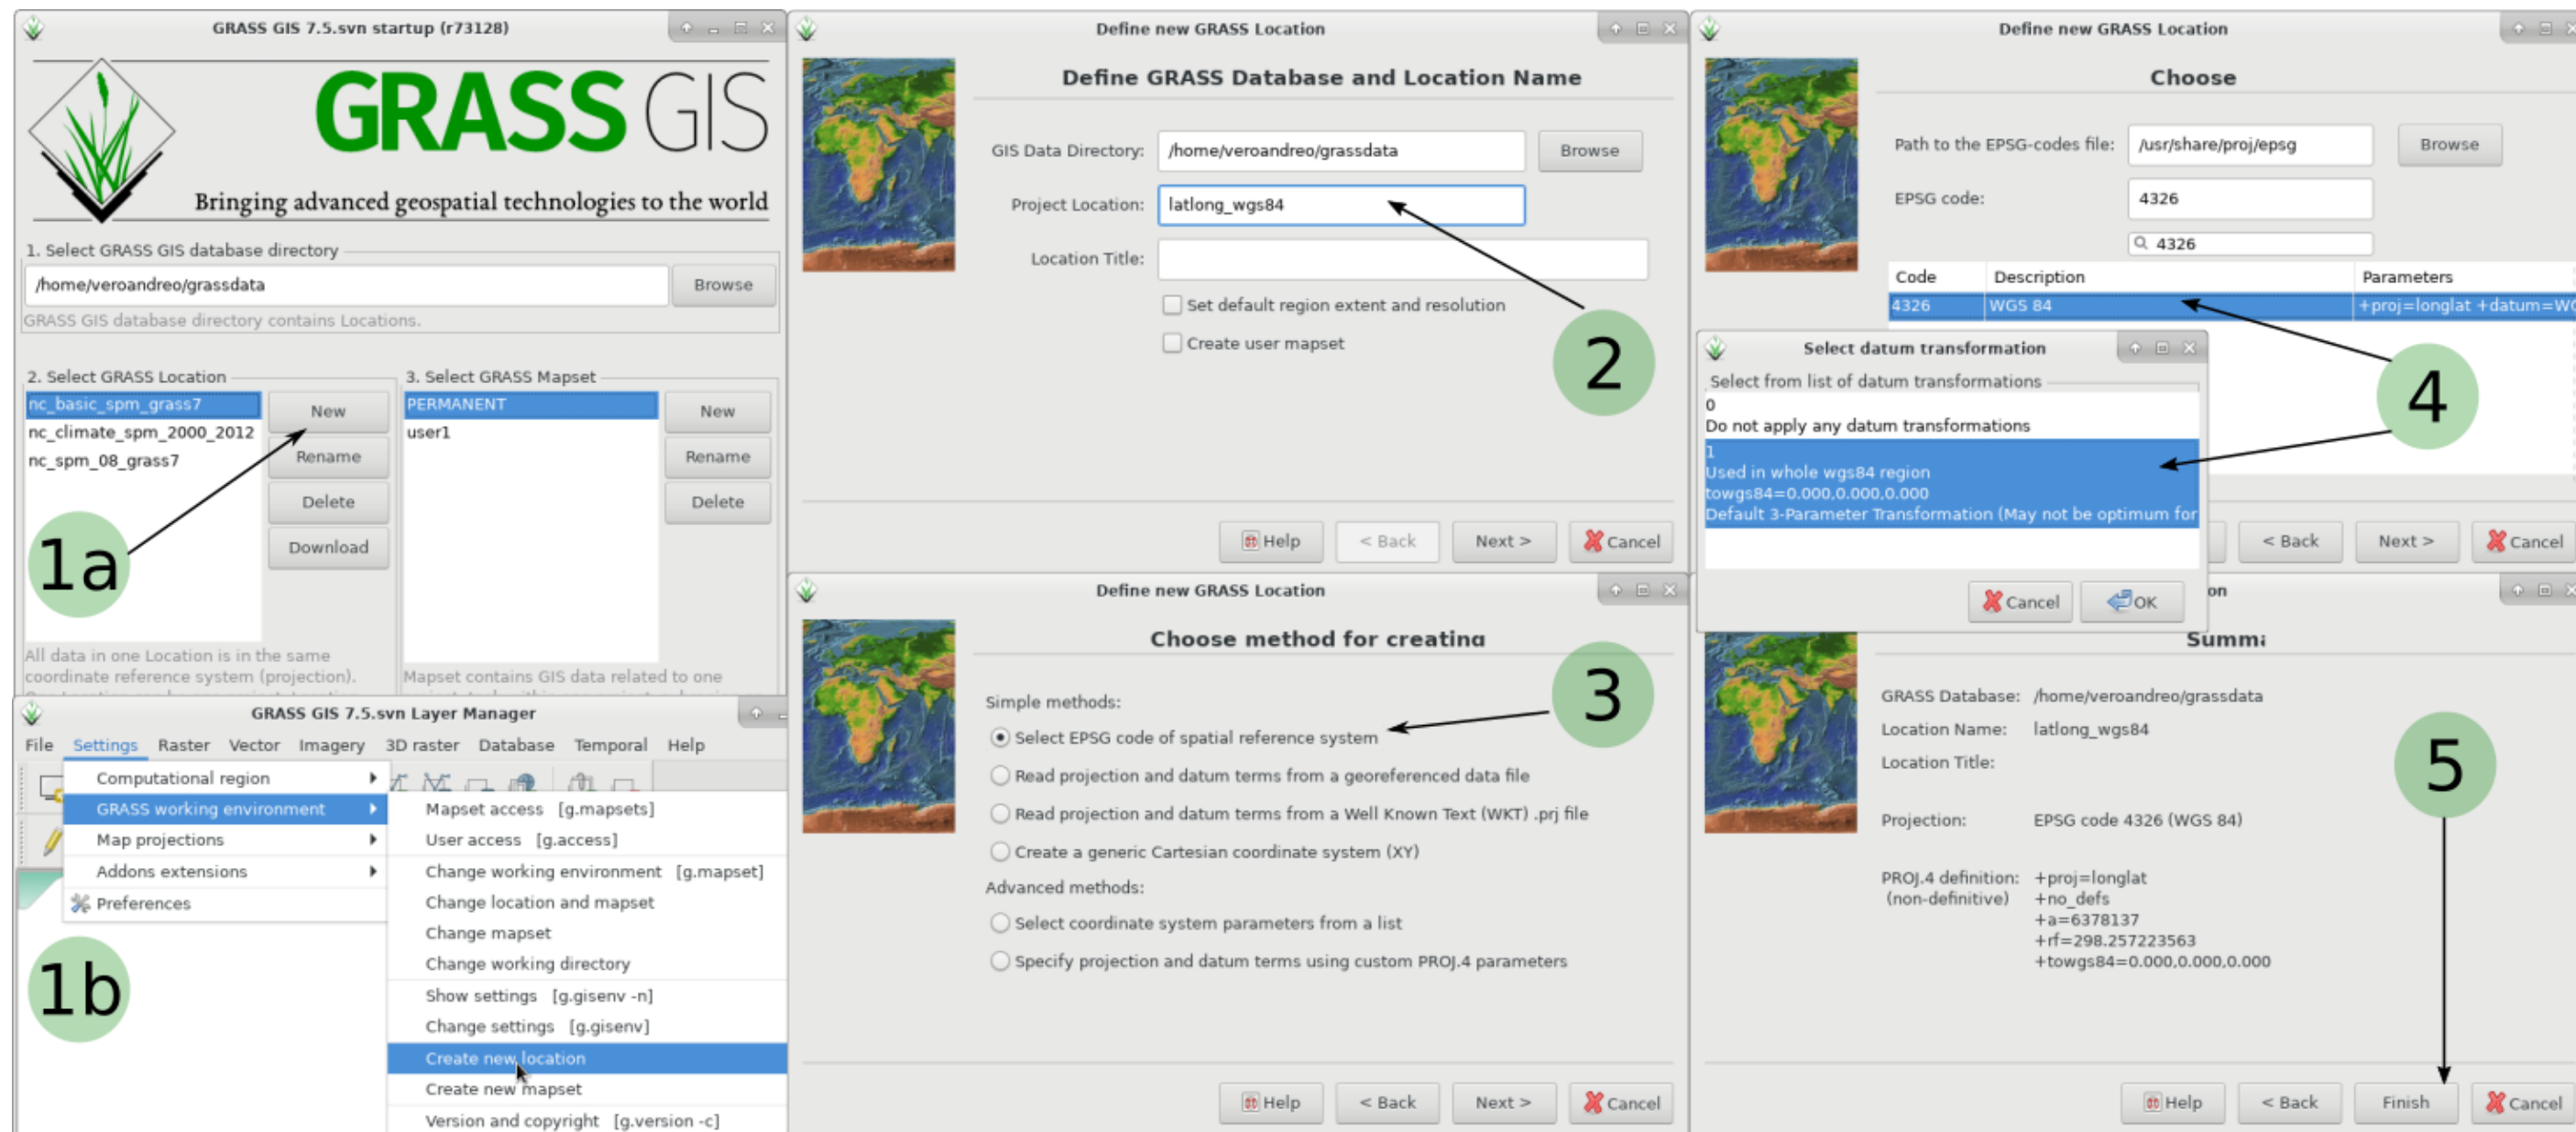 GRASS GIS 7.5.svn startup (r73128)
GRASS GIS
Bringing advanced geospatial technologies to the world
1. Select GRASS GIS database directory
/home/veroandreo/grassdata
Browse
GRASS GIS database directory contains Locations.
2. Select GRASS Location
nc_basic_spm_grass7
nc_climate_spm_2000_2012
nc_spm_08_grass7
New
Rename
Delete
Download
3. Select GRASS Mapset
PERMANENT
user1
New
Rename
Delete
1a
All data in one Location is in the same
coordinate reference system (projection).
Mapset contains GIS data related to one
GRASS GIS 7.5.svn Layer Manager
File Settings Raster Vector Imagery 3D raster Database Temporal Help
Computational region
GRASS working environment
Map projections
Addons extensions
Preferences
Mapset access [g.mapsets]
User access [g.access]
Change working environment [g.mapset]
Change location and mapset
Change mapset
Change working directory
Show settings [g.gisenv -n]
Change settings [g.gisenv]
Create new location
Create new mapset
Version and copyright [g.version -c]
1b
Define new GRASS Location
Define GRASS Database and Location Name
GIS Data Directory: /home/veroandreo/grassdata Browse
Project Location: latlong_wgs84
Location Title:
Set default region extent and resolution
Create user mapset
2
Help < Back Next > Cancel
Define new GRASS Location
Choose method for creating
Simple methods:
Select EPSG code of spatial reference system
Read projection and datum terms from a georeferenced data file
Read projection and datum terms from a Well Known Text (WKT) .prj file
Create a generic Cartesian coordinate system (XY)
Advanced methods:
Select coordinate system parameters from a list
Specify projection and datum terms using custom PROJ.4 parameters
3
Help < Back Next > Cancel
Define new GRASS Location
Choose
Path to the EPSG-codes file: /usr/share/proj/epsg Browse
EPSG code: 4326
4326
Code Description Parameters
4326 WGS 84 +proj=longlat +datum=WG
Select datum transformation
Select from list of datum transformations
0
Do not apply any datum transformations
1
Used in whole wgs84 region
towgs84=0.000,0.000,0.000
Default 3-Parameter Transformation (May not be optimum for
Cancel OK
4
< Back Next > Cancel
on
Summa
GRASS Database: /home/veroandreo/grassdata
Location Name: latlong_wgs84
Location Title:
Projection: EPSG code 4326 (WGS 84)
PROJ.4 definition: +proj=longlat
(non-definitive) +no_defs
+a=6378137
+rf=298.257223563
+towgs84=0.000,0.000,0.000
5
Help < Back Finish Cancel